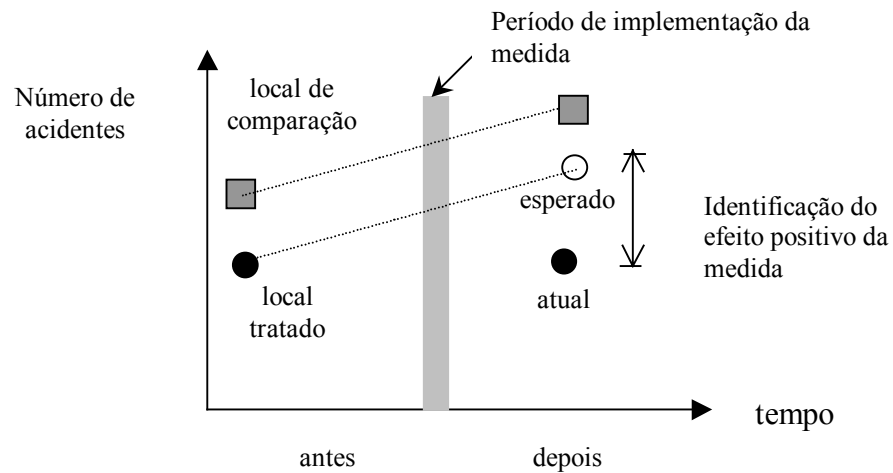 Período de implementação da
medida
Número de
acidentes
local de
comparação
esperado
Identificação do
efeito positivo da
medida
local
tratado
atual
tempo
antes
depois